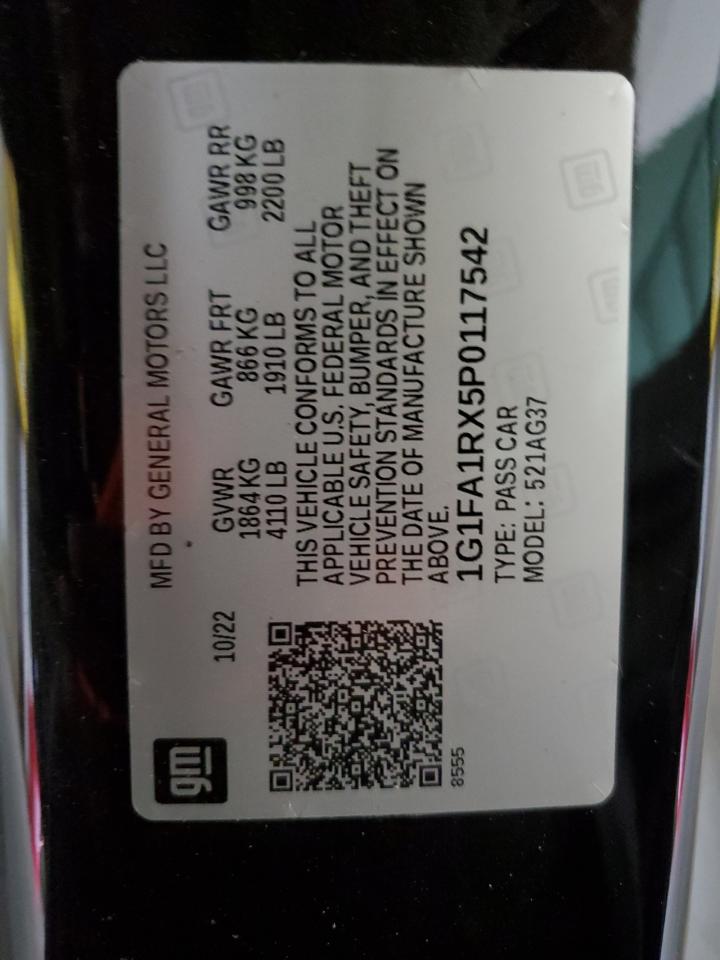 gm
MFD BY GENERAL MOTORS LLC
10/22
GVWR GAWR FRT GAWR RR
1864KG 866 KG 998 KG
4110 LB 1910 LB 2200 LB
THIS VEHICLE CONFORMS TO ALL
APPLICABLE U.S. FEDERAL MOTOR
VEHICLE SAFETY, BUMPER, AND THEFT
PREVENTION STANDARDS IN EFFECT ON
THE DATE OF MANUFACTURE SHOWN
ABOVE.
1G1FA1RX5P0117542
TYPE: PASS CAR
MODEL: 521AG37
8555